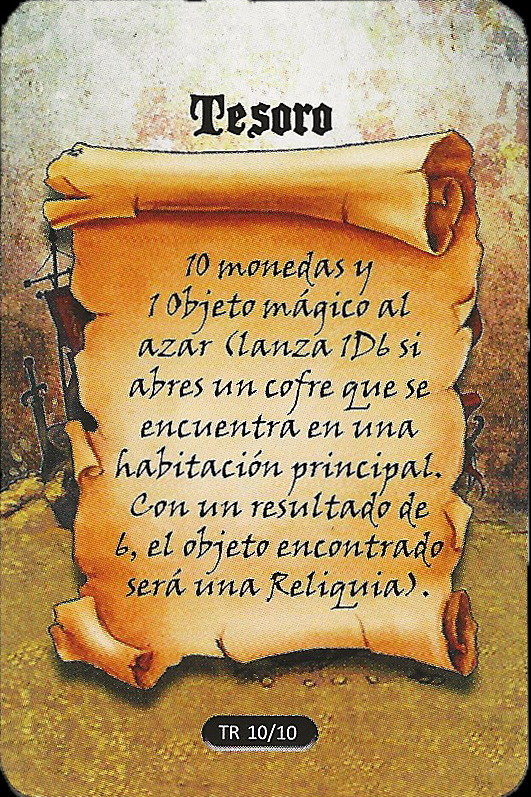 Tesoro
10 monedas y
1 Objeto mágico al
azar (lanza 1D6 si
abres un cofre que se
encuentra en una
habitación principal.
Con un resultado de
6, el objeto encontrado
será una Reliquia).
TR 10/10